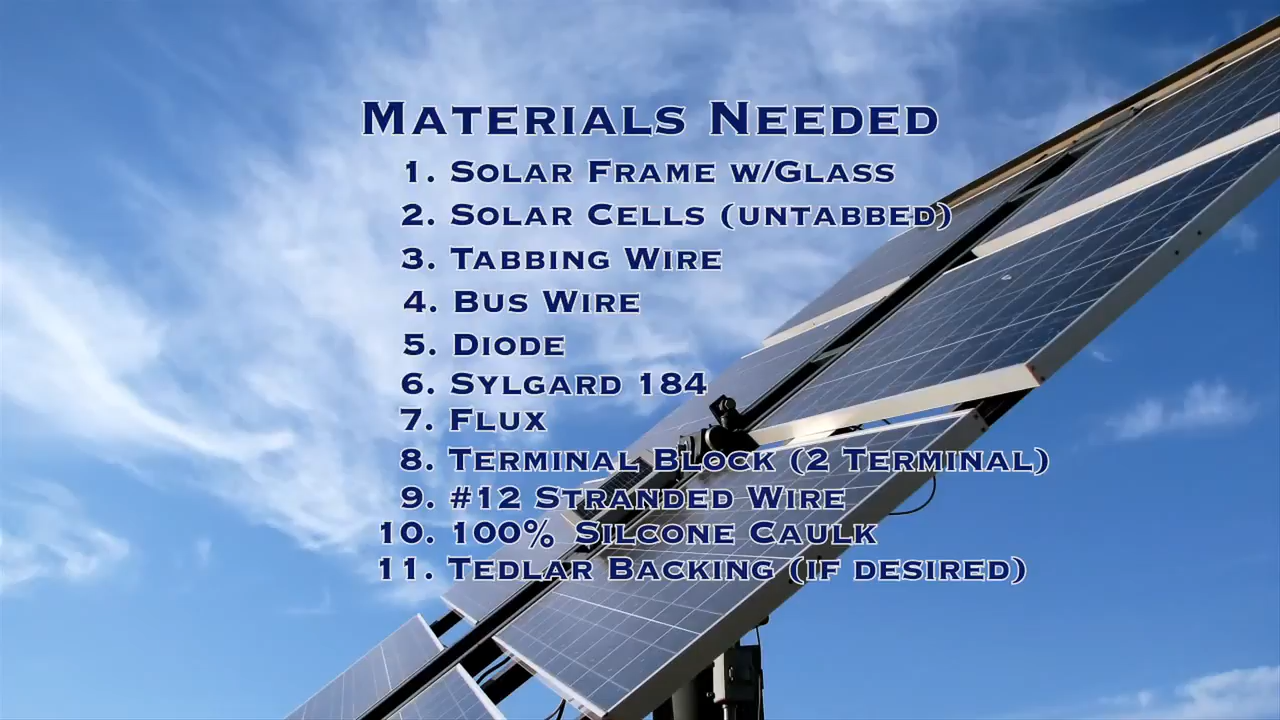 Materials Needed
1. Solar Frame w/Glass
2. Solar Cells (untabbed)
3. Tabbing Wire
4. Bus Wire
5. Diode
6. Sylgard 184
7. Flux
8. Terminal Block (2 Terminal)
9. #12 Stranded Wire
10. 100% Silcone Caulk
11. Tedlar Backing (if desired)